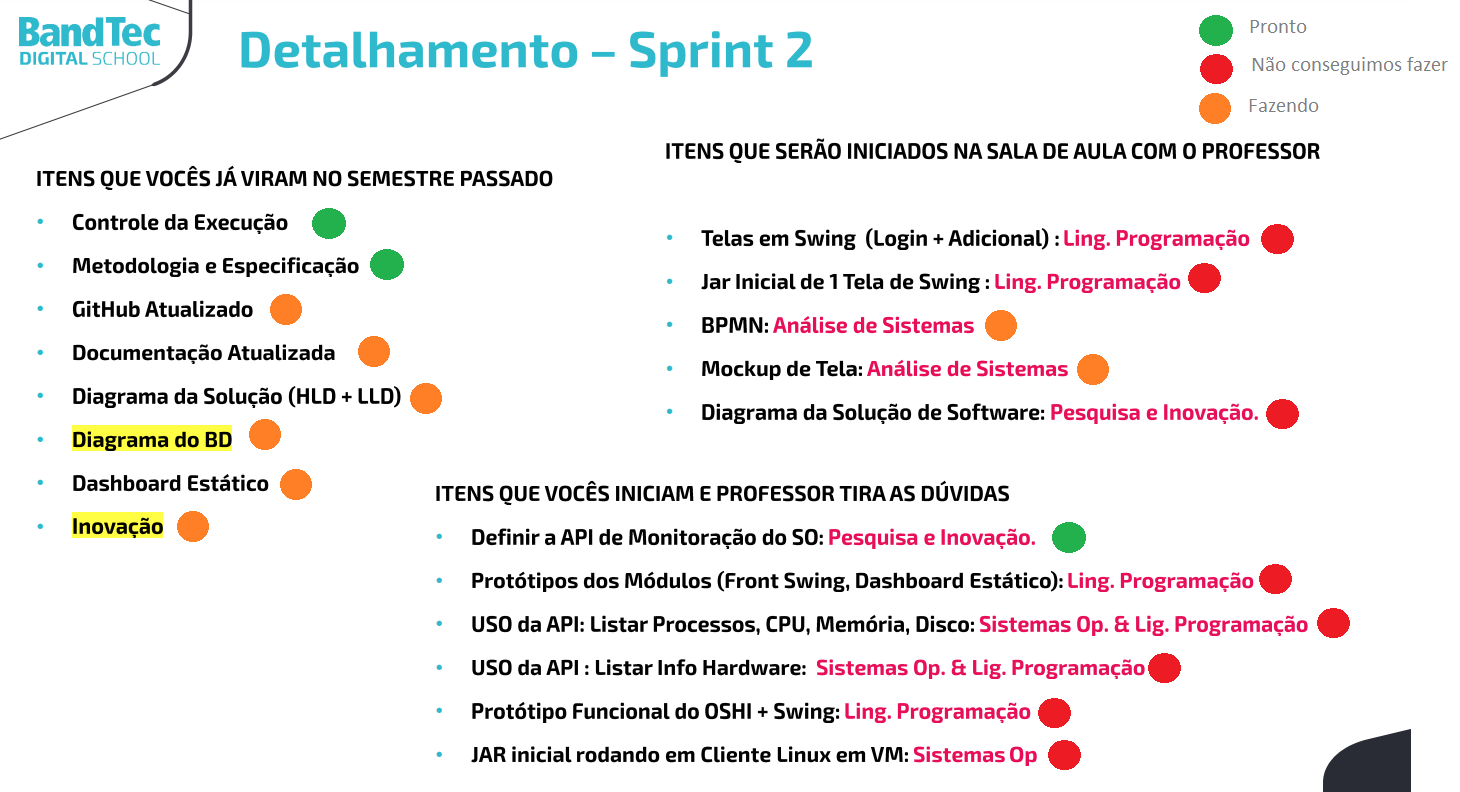 BandTec
DIGITAL SCHOOL
Detalhamento – Sprint 2
Pronto
Não conseguimos fazer
Fazendo
ITENS QUE VOCÊS JÁ VIRAM NO SEMESTRE PASSADO
• Controle da Execução
• Metodologia e Especificação
• GitHub Atualizado
• Documentação Atualizada
• Diagrama da Solução (HLD + LLD)
• Diagrama do BD
• Dashboard Estático
• Inovação
ITENS QUE SERÃO INICIADOS NA SALA DE AULA COM O PROFESSOR
• Telas em Swing (Login + Adicional) : Ling. Programação
• Jar Inicial de 1 Tela de Swing : Ling. Programação
• BPMN: Análise de Sistemas
• Mockup de Tela: Análise de Sistemas
• Diagrama da Solução de Software: Pesquisa e Inovação.
ITENS QUE VOCÊS INICIAM E PROFESSOR TIRA AS DÚVIDAS
• Definir a API de Monitoração do SO: Pesquisa e Inovação.
• Protótipos dos Módulos (Front Swing, Dashboard Estático): Ling. Programação
• USO da API: Listar Processos, CPU, Memória, Disco: Sistemas Op. & Lig. Programação
• USO da API : Listar Info Hardware: Sistemas Op. & Lig. Programação
• Protótipo Funcional do OSHI + Swing: Ling. Programação
• JAR inicial rodando em Cliente Linux em VM: Sistemas Op